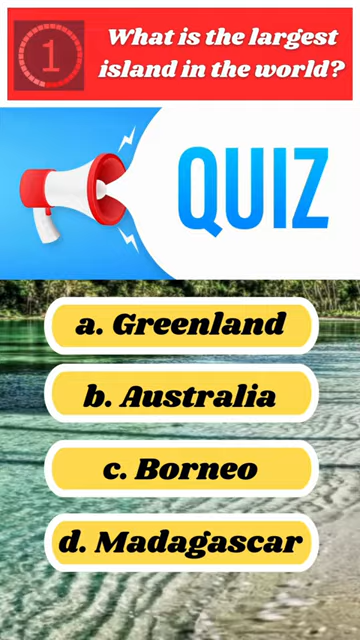 1
What is the largest
island in the world?
QUIZ
a. Greenland
b. Australia
c. Borneo
d. Madagascar